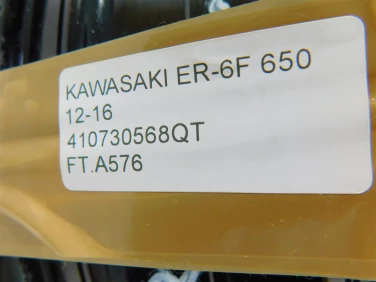 KAWASAKI ER-6F 650
12-16
410730568QT
FT.A576